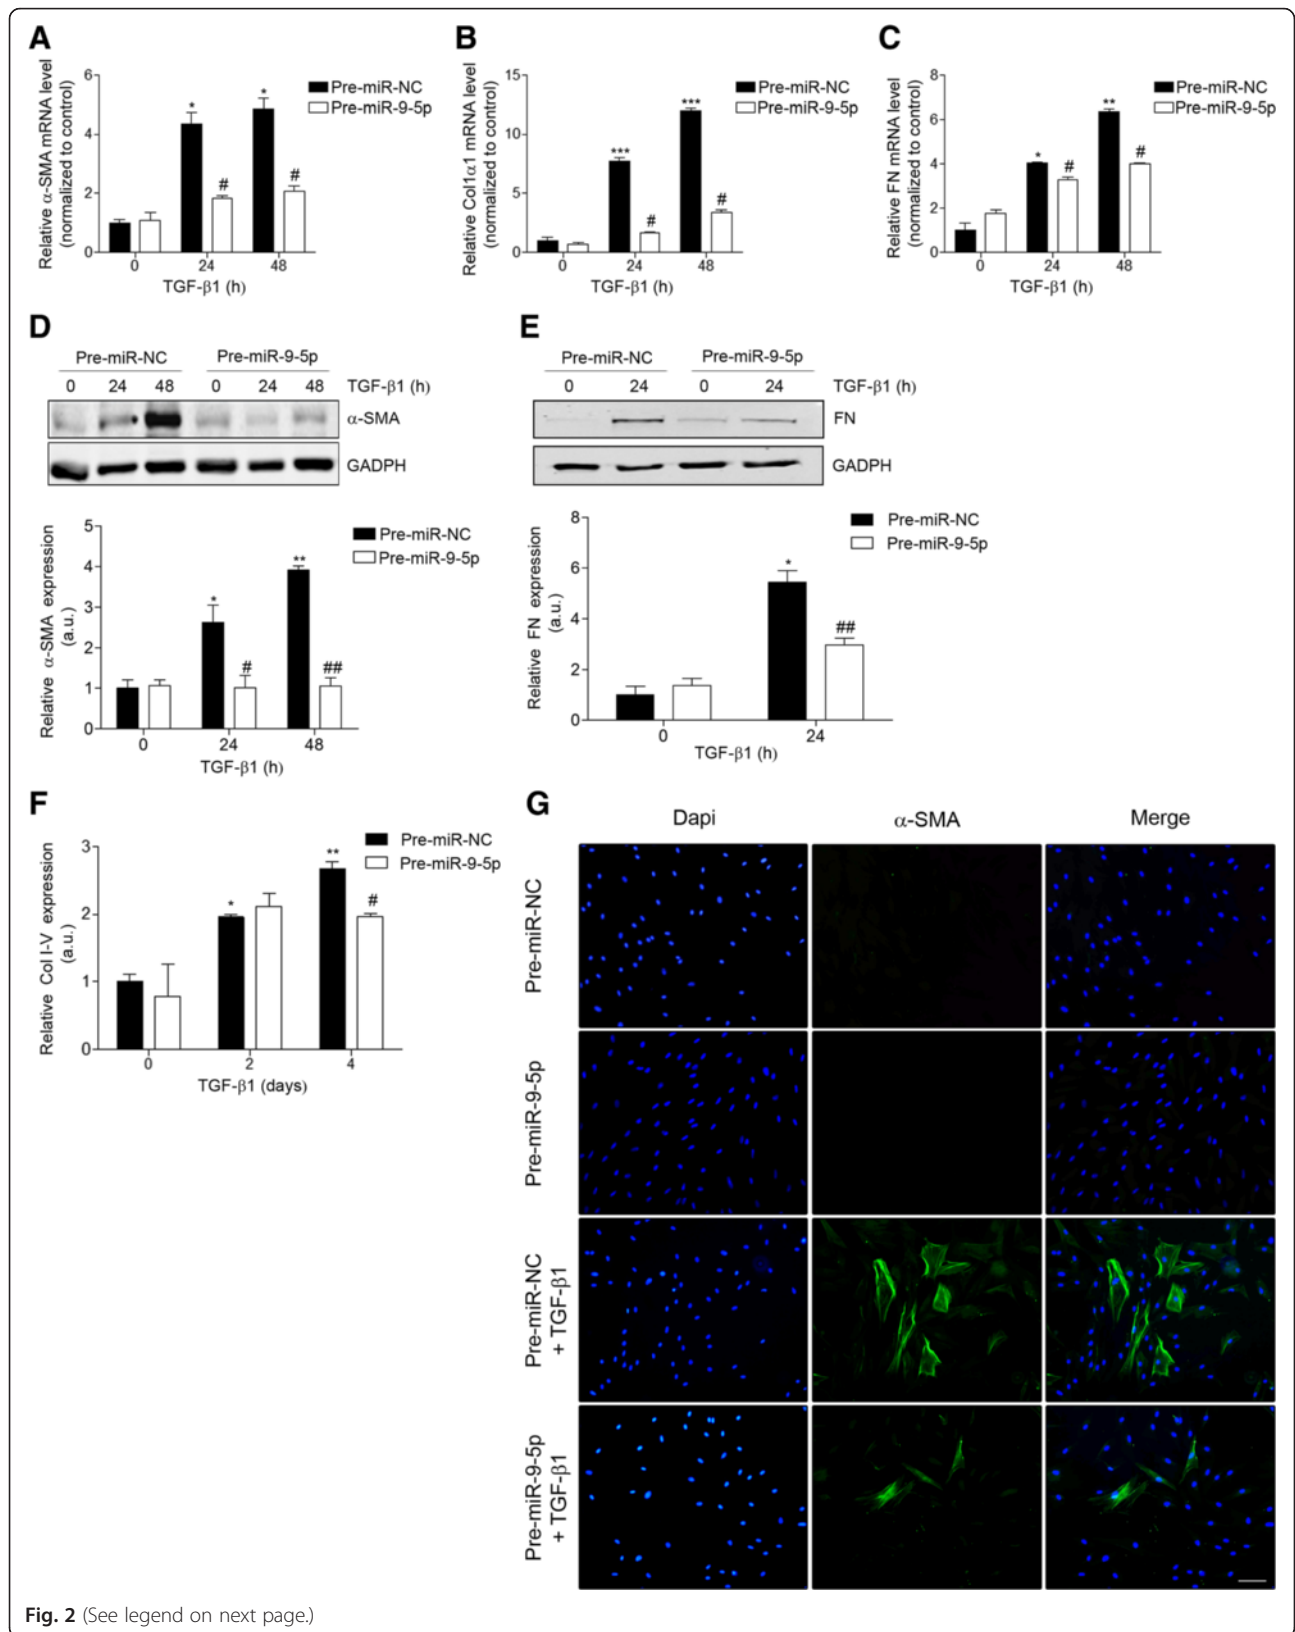 A
Relative α-SMA mRNA level
(normalized to control)
6
4
2
0
* *
# #
Pre-miR-NC
Pre-miR-9-5p
0 24 48
TGF-β1 (h)
B
Relative Col1α1 mRNA level
(normalized to control)
15
10
5
0
*** ***
# #
Pre-miR-NC
Pre-miR-9-5p
0 24 48
TGF-β1 (h)
C
Relative FN mRNA level
(normalized to control)
8
6
4
2
0
* **
# #
Pre-miR-NC
Pre-miR-9-5p
0 24 48
TGF-β1 (h)
D
Pre-miR-NC Pre-miR-9-5p
0 24 48 0 24 48 TGF-β1 (h)
α-SMA
GADPH
Relative α-SMA expression
(a.u.)
5
4
3
2
1
0
* **
# ##
Pre-miR-NC
Pre-miR-9-5p
0 24 48
TGF-β1 (h)
E
Pre-miR-NC Pre-miR-9-5p
0 24 0 24 TGF-β1 (h)
FN
GADPH
Relative FN expression
(a.u.)
8
6
4
2
0
*
##
Pre-miR-NC
Pre-miR-9-5p
0 24
TGF-β1 (h)
F
Relative Col I-V expression
(a.u.)
3
2
1
0
* **
#
Pre-miR-NC
Pre-miR-9-5p
0 2 4
TGF-β1 (days)
G
Dapi α-SMA Merge
Pre-miR-NC
Pre-miR-9-5p
Pre-miR-NC
+ TGF-β1
Pre-miR-9-5p
+ TGF-β1
Fig. 2 (See legend on next page.)